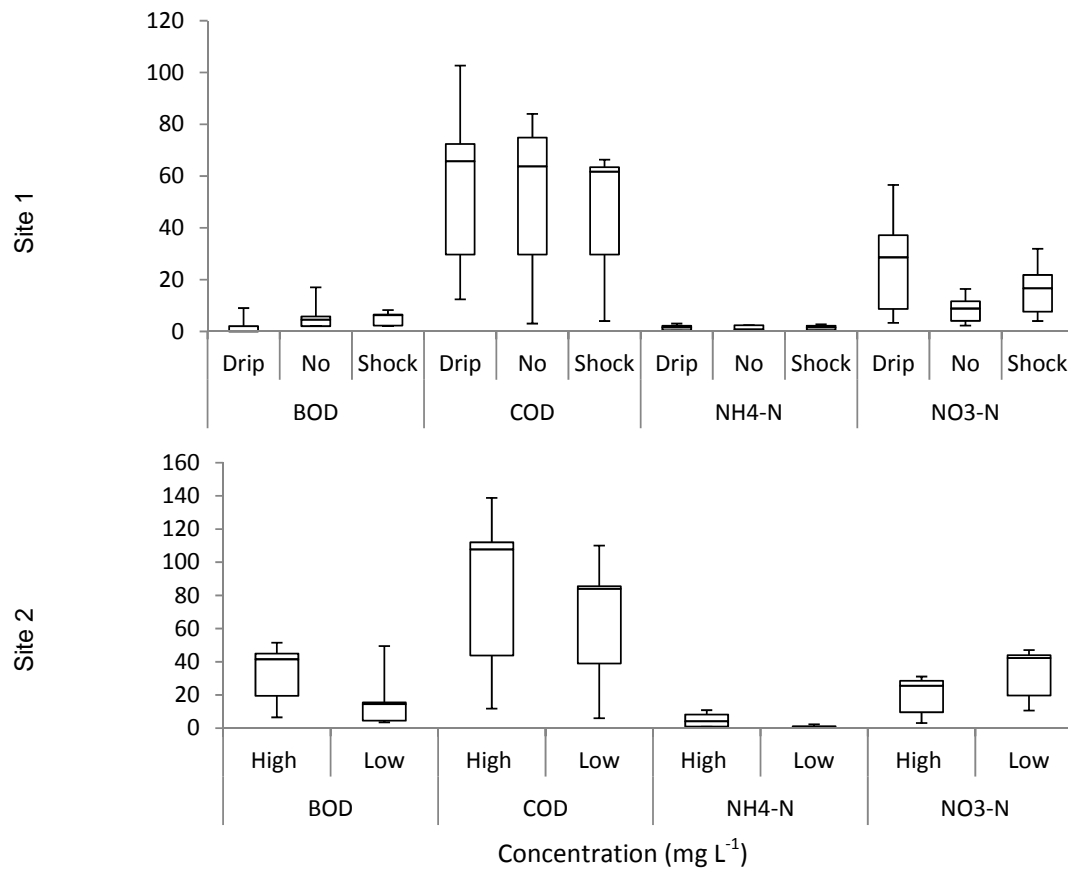 120
100
80
60
40
20
0
Site 1
Drip No Shock Drip No Shock Drip No Shock Drip No Shock
BOD COD NH4-N NO3-N
160
140
120
100
80
60
40
20
0
Site 2
High Low High Low High Low High Low
BOD COD NH4-N NO3-N
Concentration (mg L⁻¹)